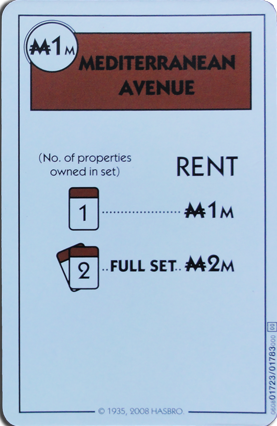 ₩1M
MEDITERRANEAN
AVENUE
(No. of properties
owned in set)
RENT
1 ₩1M
2 FULL SET ₩2M
© 1935, 2008 HASBRO
01723/01783